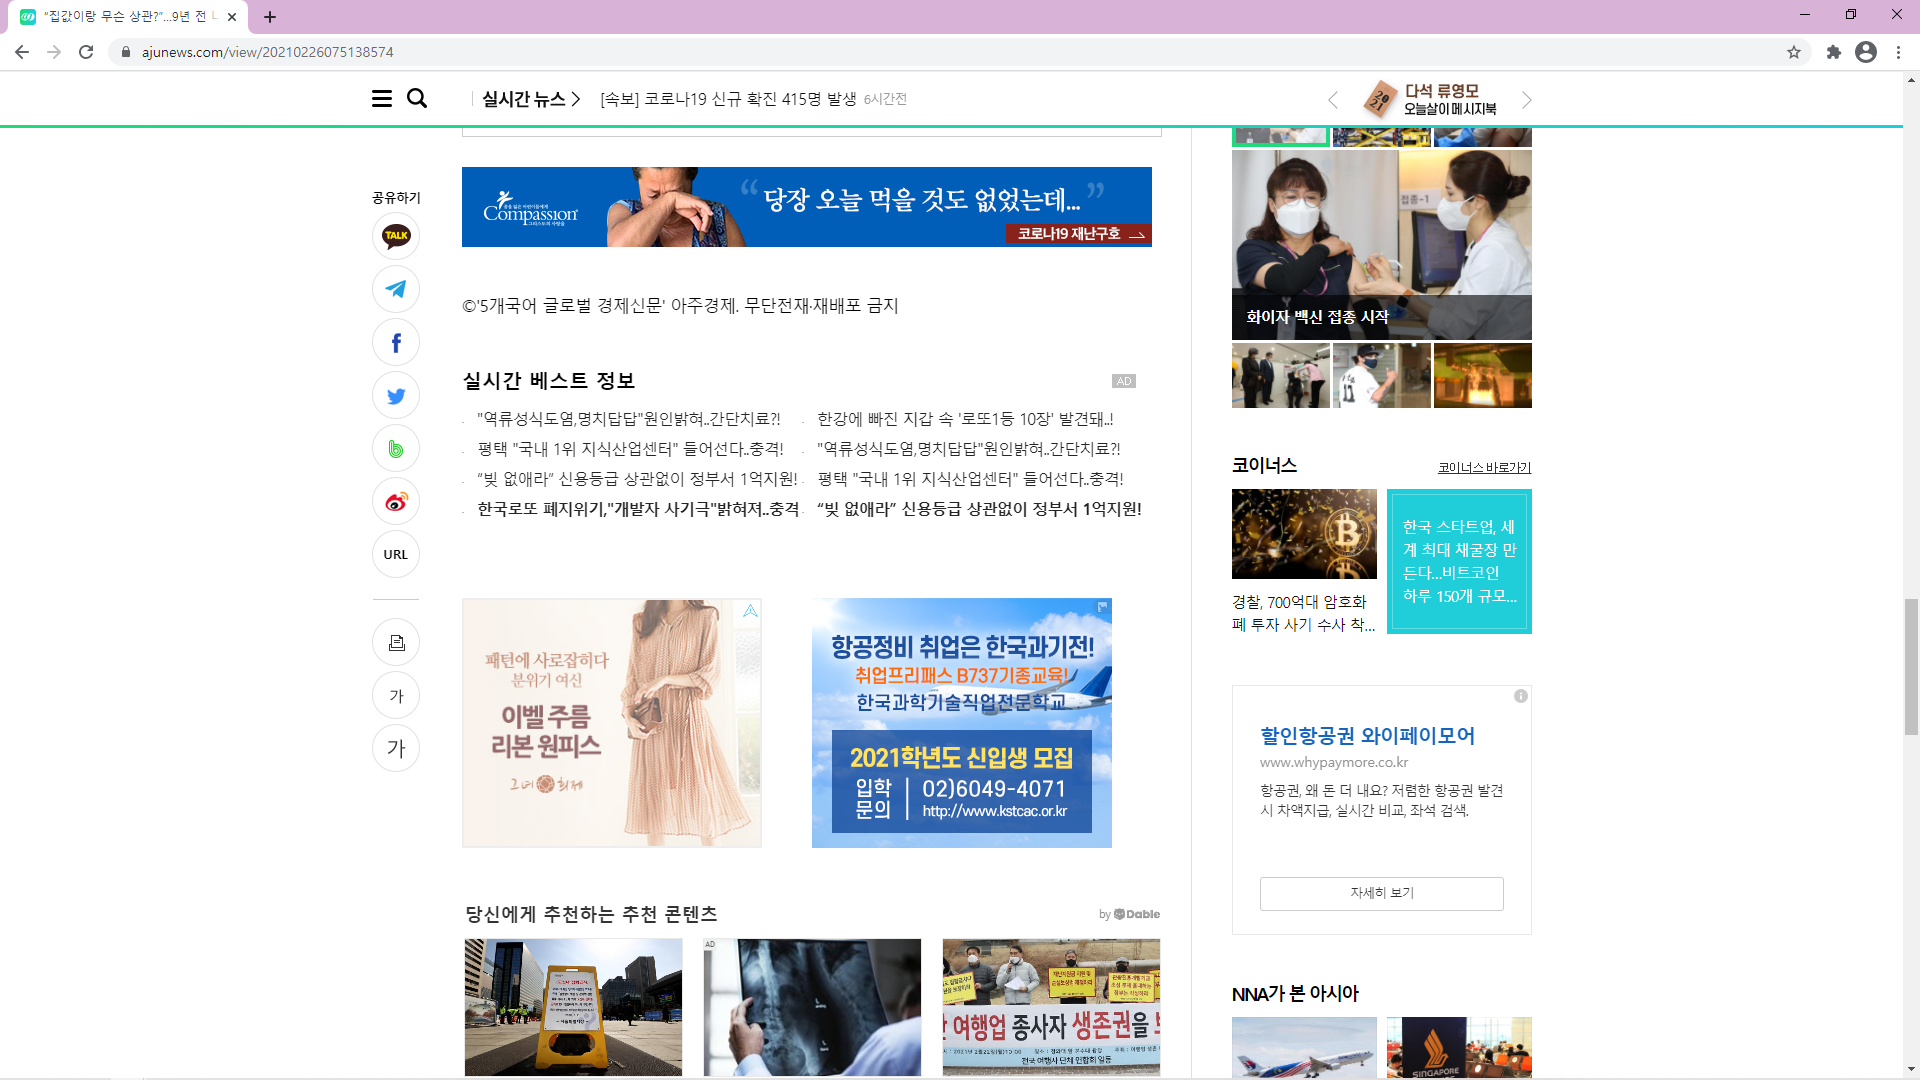 “집값이랑 무슨 상관?”...9년 전
ajunews.com/view/20210226075138574
실시간 뉴스
[속보] 코로나19 신규 확진 415명 발생 6시간전
2021
다석 류영모
오늘살이 메시지북
공유하기
TALK
URL
가
가
Compassion
“당장 오늘 먹을 것도 없었는데...”
코로나19 재난구호
©'5개국어 글로벌 경제신문' 아주경제. 무단전재·재배포 금지
실시간 베스트 정보
AD
"역류성식도염,명치답답"원인밝혀..간단치료?!
한강에 빠진 지갑 속 '로또1등 10장' 발견돼..!
평택 "국내 1위 지식산업센터" 들어선다..충격!
"역류성식도염,명치답답"원인밝혀..간단치료?!
“빚 없애라” 신용등급 상관없이 정부서 1억지원!
평택 "국내 1위 지식산업센터" 들어선다..충격!
한국로또 폐지위기,"개발자 사기극"밝혀져..충격
“빚 없애라” 신용등급 상관없이 정부서 1억지원!
패턴에 사로잡히다
분위기 여신
이벨 주름
리본 원피스
그녀희제
항공정비 취업은 한국과기전!
취업프리패스 B737기종교육!
한국과학기술직업전문학교
2021학년도 신입생 모집
입학
문의
02)6049-4071
http://www.kstcac.or.kr
당신에게 추천하는 추천 콘텐츠
by Dable
AD
여행업 종사자 생존권을
전국 여행사 단체 연합회 일동
접종-1
화이자 백신 접종 시작
코이너스
코이너스 바로가기
경찰, 700억대 암호화
폐 투자 사기 수사 착...
한국 스타트업, 세
계 최대 채굴장 만
든다...비트코인
하루 150개 규모...
할인항공권 와이페이모어
www.whypaymore.co.kr
항공권, 왜 돈 더 내요? 저렴한 항공권 발견
시 차액지급, 실시간 비교, 좌석 검색.
자세히 보기
NNA가 본 아시아
SINGAPORE